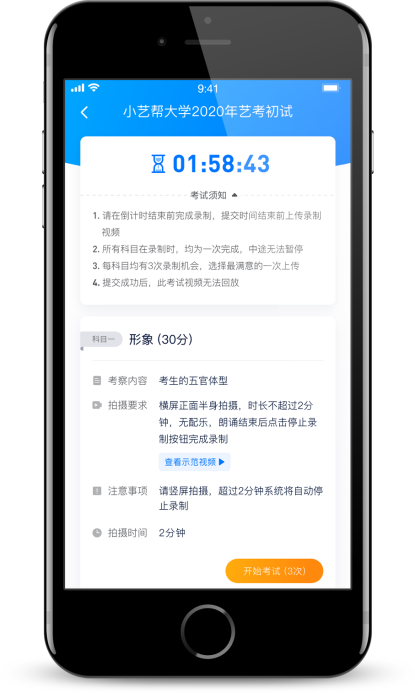 9:41
小艺帮大学2020年艺考初试
01:58:43
考试须知
1. 请在倒计时结束前完成录制，提交时间结束前上传录制
视频
2. 所有科目在录制时，均为一次完成，中途无法暂停
3. 每科目均有3次录制机会，选择最满意的一次上传
4. 提交成功后，此考试视频无法回放
科目一 形象 (30分)
考察内容 考生的五官体型
拍摄要求 横屏正面半身拍摄，时长不超过2分
钟，无配乐，朗诵结束后点击停止录
制按钮完成录制
查看示范视频
注意事项 请竖屏拍摄，超过2分钟系统将自动停
止录制
拍摄时间 2分钟
开始考试 (3次)